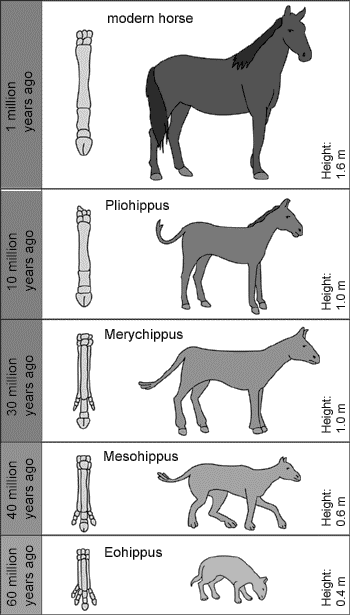 modern horse
1 million
years ago
Height:
1.6 m
Pliohippus
10 million
years ago
Height:
1.0 m
Merychippus
30 million
years ago
Height:
1.0 m
Mesohippus
40 million
years ago
Height:
0.6 m
Eohippus
60 million
years ago
Height:
0.4 m